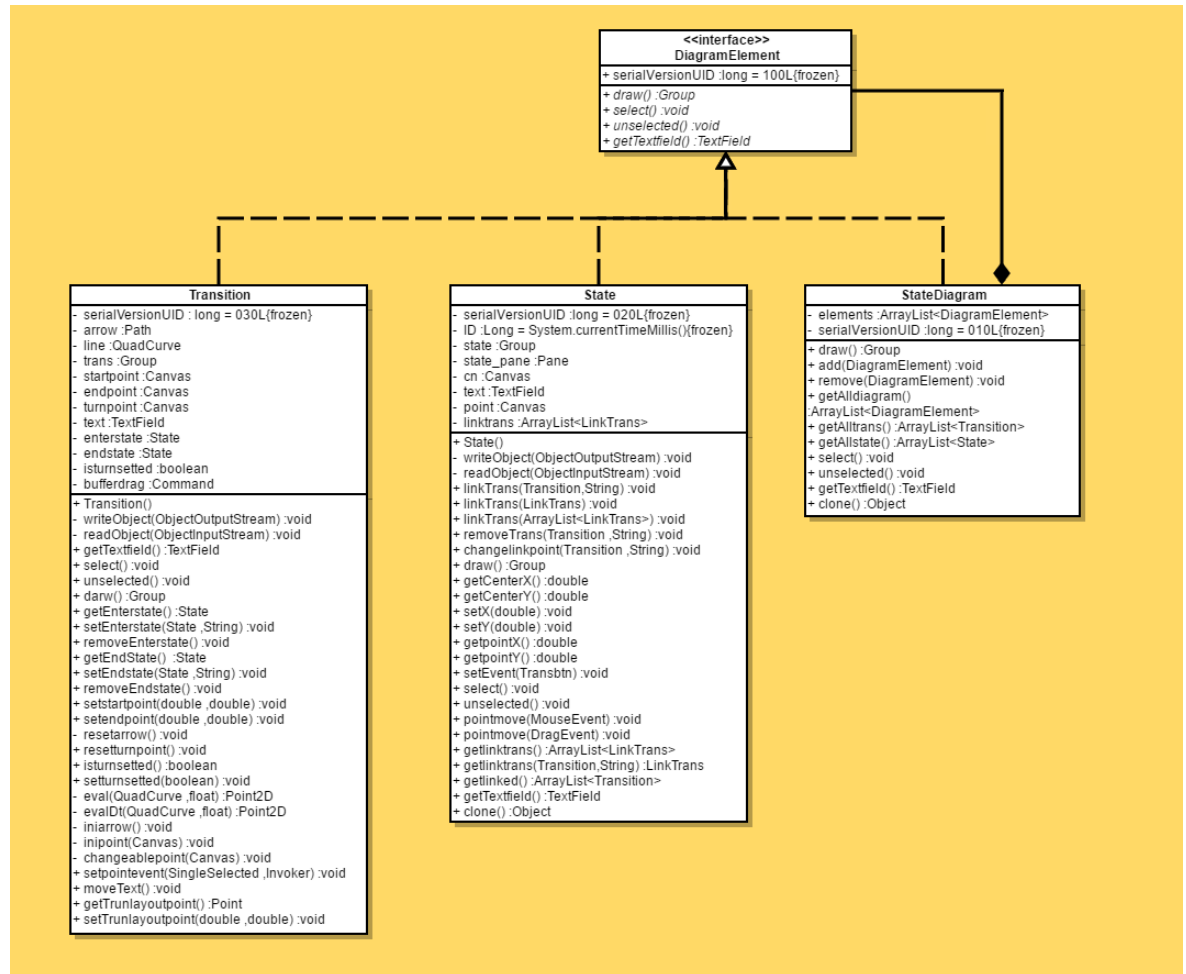 <<interface>>
DiagramElement
+ serialVersionUID :long = 100L{frozen}
+ draw() :Group
+ select() :void
+ unselected() :void
+ getTextfield() :TextField
Transition
- serialVersionUID : long = 030L{frozen}
- arrow :Path
- line :QuadCurve
- trans :Group
- startpoint :Canvas
- endpoint :Canvas
- turnpoint :Canvas
- text :TextField
- enterstate :State
- endstate :State
- isturnsetted :boolean
- bufferdrag :Command
+ Transition()
- writeObject(ObjectOutputStream) :void
- readObject(ObjectInputStream) :void
+ getTextfield() :TextField
+ select() :void
+ unselected() :void
+ darw() :Group
+ getEnterstate() :State
+ setEnterstate(State ,String) :void
+ removeEnterstate() :void
+ getEndState() :State
+ setEndstate(State ,String) :void
+ removeEndstate() :void
+ setstartpoint(double ,double) :void
+ setendpoint(double ,double) :void
- resetarrow() :void
+ resetturnpoint() :void
+ isturnsetted() :boolean
+ setturnsetted(boolean) :void
- eval(QuadCurve ,float) :Point2D
- evalDt(QuadCurve ,float) :Point2D
- iniarrow() :void
- inipoint(Canvas) :void
- changeablepoint(Canvas) :void
+ setpointevent(SingleSelected ,Invoker) :void
+ moveText() :void
+ getTrunlayoutpoint() :Point
+ setTrunlayoutpoint(double ,double) :void
State
- serialVersionUID :long = 020L{frozen}
- ID :Long = System.currentTimeMillis(){frozen}
- state :Group
- state_pane :Pane
- cn :Canvas
- text :TextField
- point :Canvas
- linktrans :ArrayList<LinkTrans>
+ State()
- writeObject(ObjectOutputStream) :void
- readObject(ObjectInputStream) :void
+ linkTrans(Transition,String) :void
+ linkTrans(LinkTrans) :void
+ linkTrans(ArrayList<LinkTrans>) :void
+ removeTrans(Transition ,String) :void
+ changelinkpoint(Transition ,String) :void
+ draw() :Group
+ getCenterX() :double
+ getCenterY() :double
+ setX(double) :void
+ setY(double) :void
+ getpointX() :double
+ getpointY() :double
+ setEvent(Transbtn) :void
+ select() :void
+ unselected() :void
+ pointmove(MouseEvent) :void
+ pointmove(DragEvent) :void
+ getlinktrans() :ArrayList<LinkTrans>
+ getlinktrans(Transition,String) :LinkTrans
+ getlinked() :ArrayList<Transition>
+ getTextfield() :TextField
+ clone() :Object
StateDiagram
- elements :ArrayList<DiagramElement>
- serialVersionUID :long = 010L{frozen}
+ draw() :Group
+ add(DiagramElement) :void
+ remove(DiagramElement) :void
+ getAlldiagram()
:ArrayList<DiagramElement>
+ getAlltrans() :ArrayList<Transition>
+ getAllstate() :ArrayList<State>
+ select() :void
+ unselected() :void
+ getTextfield() :TextField
+ clone() :Object